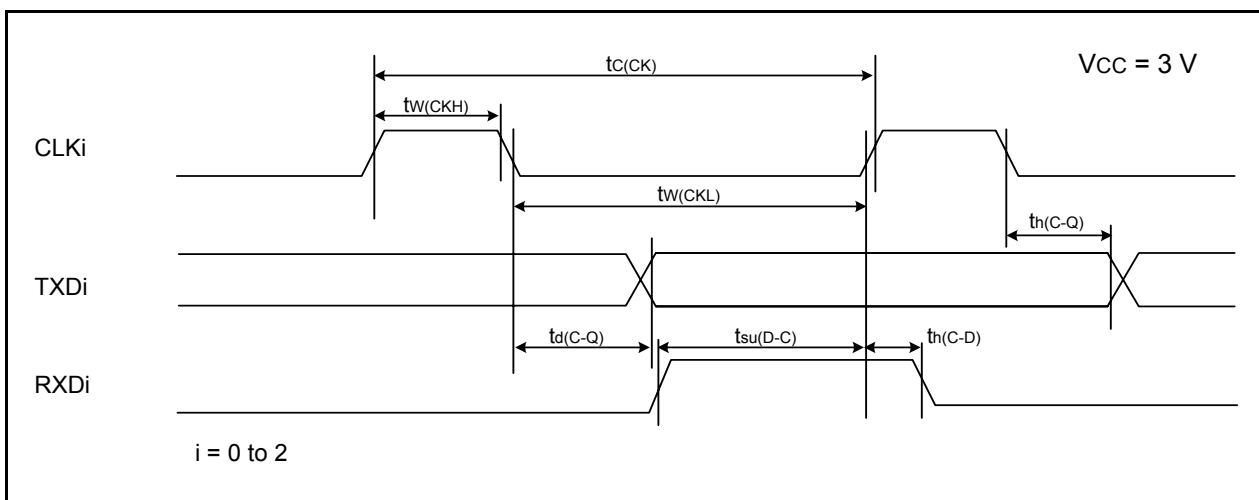 tC(CK)
VCC = 3 V
tW(CKH)
CLKi
tW(CKL)
th(C-Q)
TXDi
td(C-Q)
tsu(D-C)
th(C-D)
RXDi
i = 0 to 2